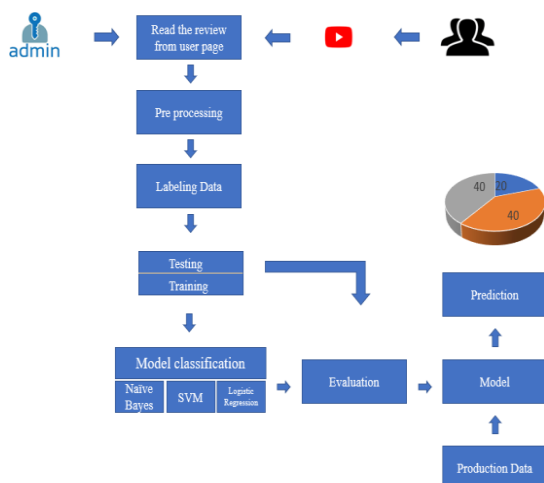 admin
Read the review
from user page
Pre processing
Labeling Data
40 20
40
Testing
Training
Prediction
Model classification
Naïve
Bayes
SVM
Logistic
Regression
Evaluation
Model
Production Data